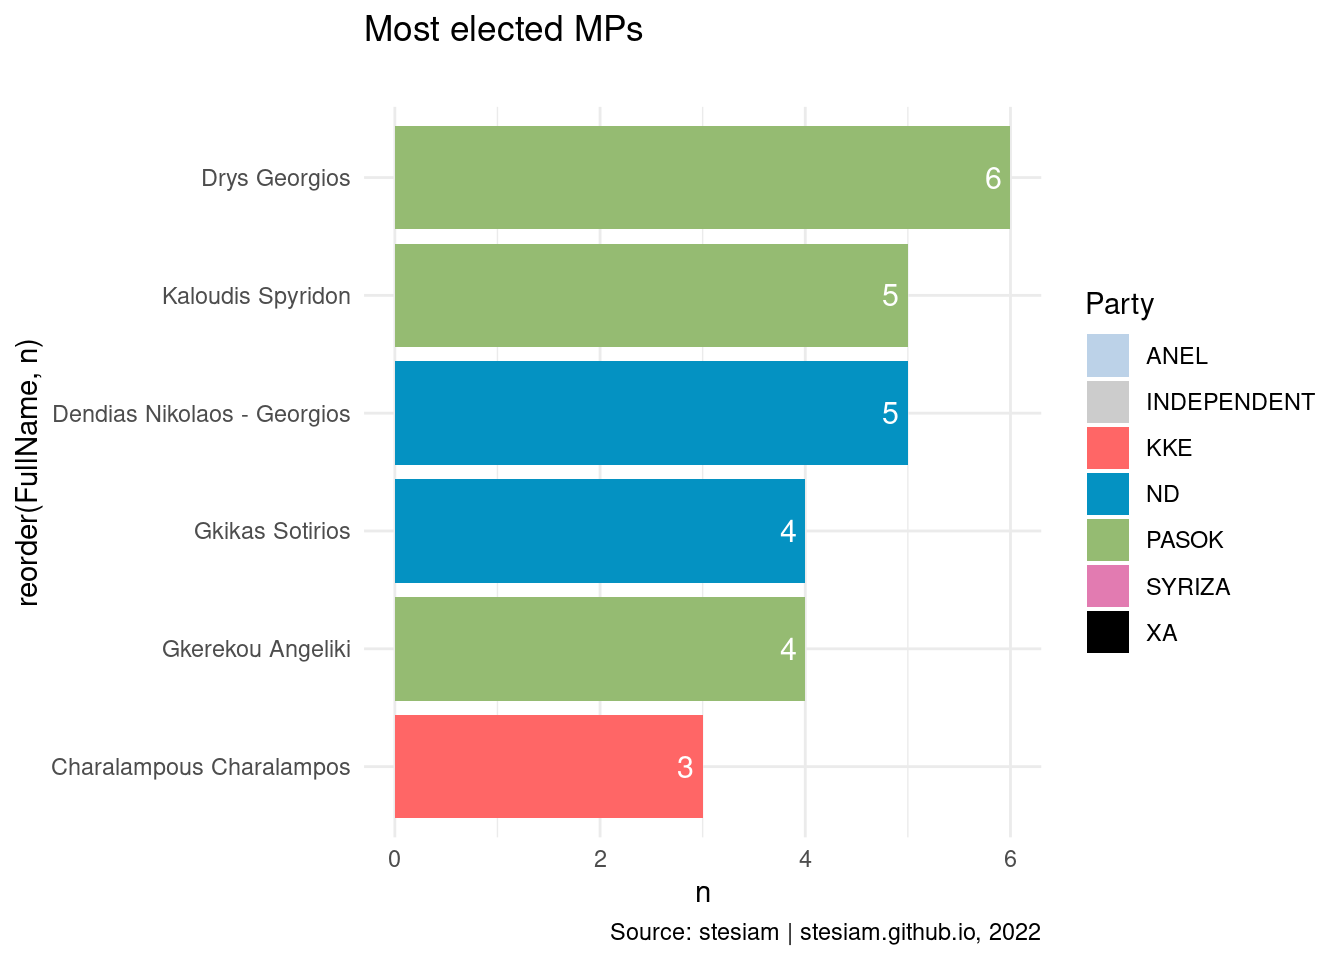 Most elected MPs
reorder(FullName, n)
Drys Georgios
6
Kaloudis Spyridon
5
Dendias Nikolaos - Georgios
5
Gkikas Sotirios
4
Gkerekou Angeliki
4
Charalampous Charalampos
3
0 2 4 6
n
Party
ANEL
INDEPENDENT
KKE
ND
PASOK
SYRIZA
XA
Source: stesiam | stesiam.github.io, 2022